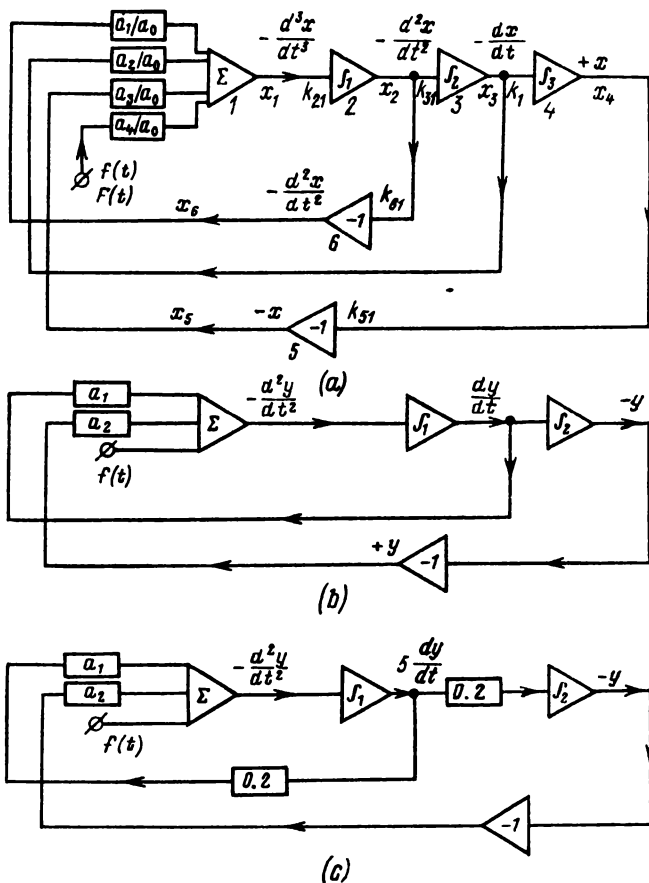 a₁/a₀
a₂/a₀
a₃/a₀
a₄/a₀
f(t)
F(t)
Σ
1
-d³x/dt³
x₁
k₂₁
∫₁
2
-d²x/dt²
x₂
k₃₁
∫₂
3
-dx/dt
x₃
k₁
∫₃
4
+x
x₄
x₆
-d²x/dt²
-1
6
k₆₁
x₅
-x
-1
5
k₅₁
(a)
a₁
a₂
f(t)
Σ
-d²y/dt²
∫₁
dy/dt
∫₂
-y
+y
-1
(b)
a₁
a₂
f(t)
Σ
-d²y/dt²
∫₁
5 dy/dt
0.2
∫₂
-y
0.2
-1
(c)